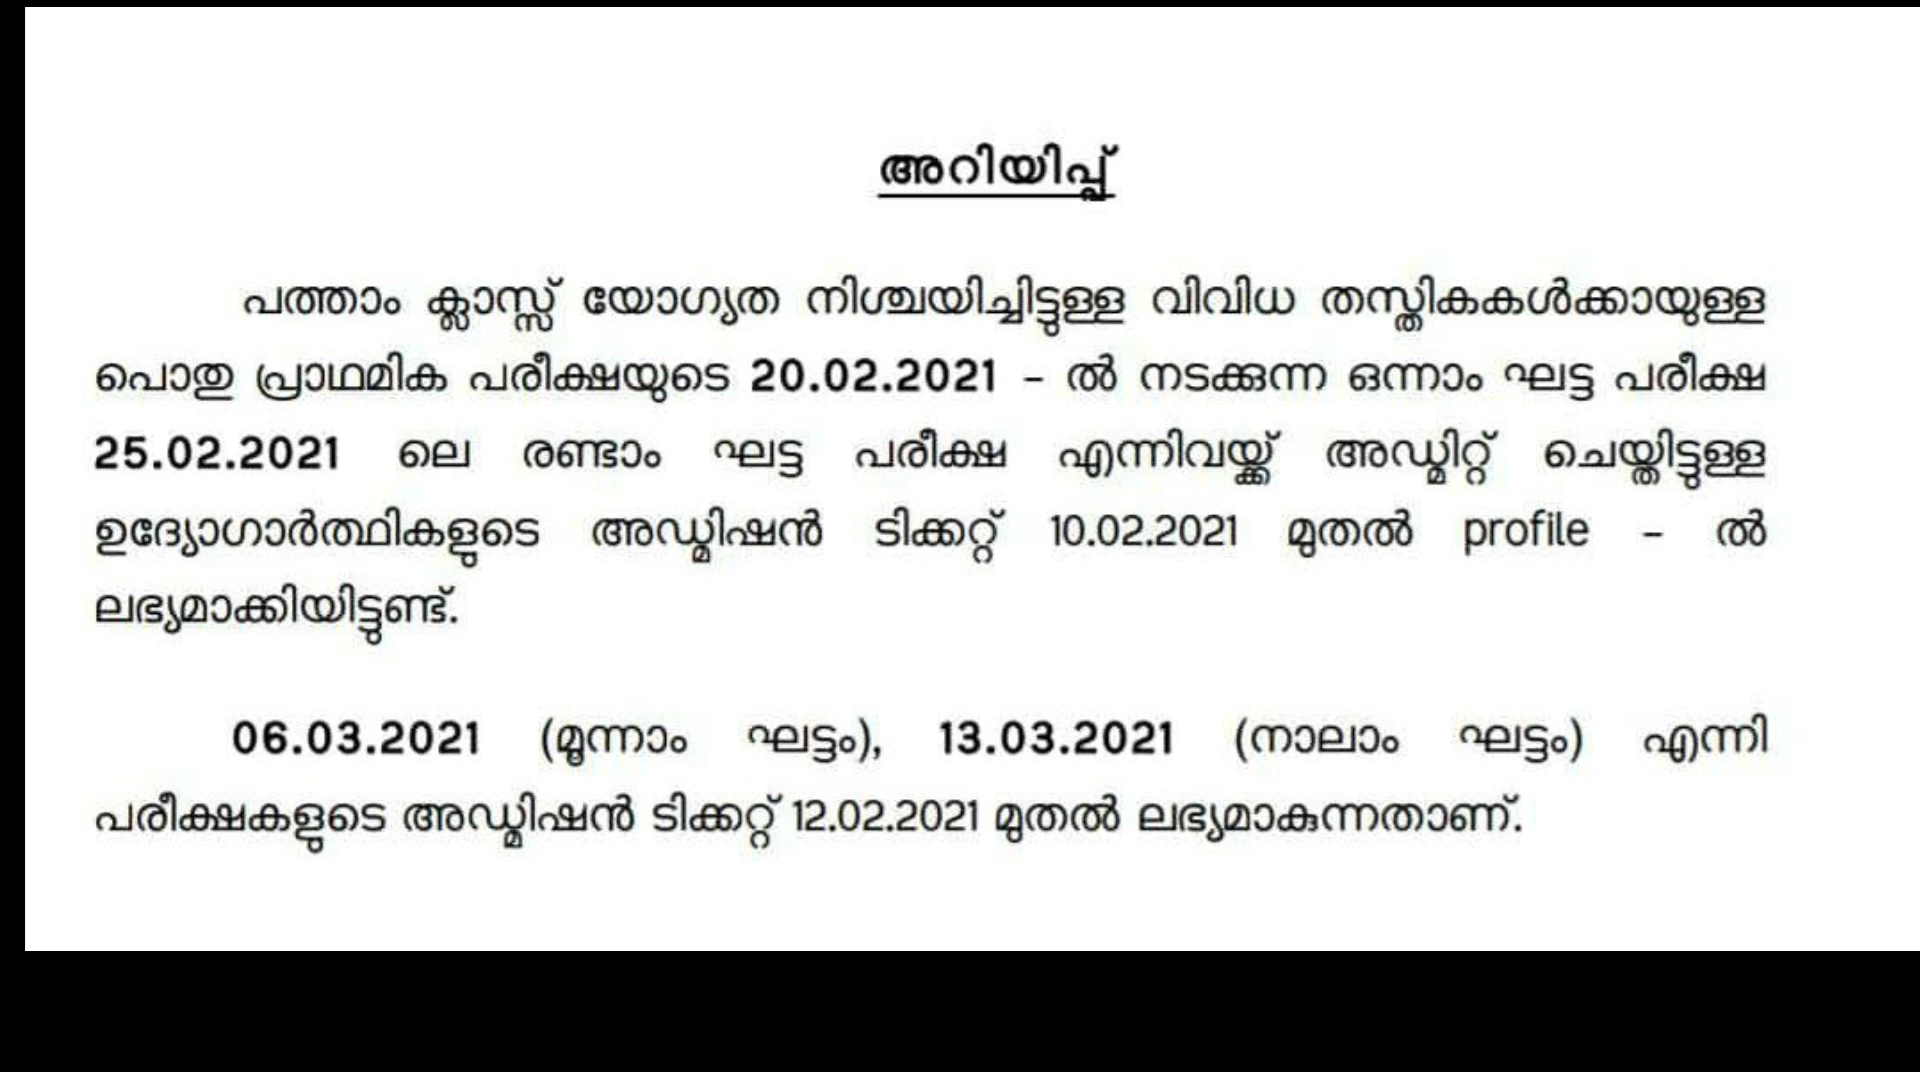 അറിയിപ്പ്
പത്താം ക്ലാസ്സ് യോഗ്യത നിശ്ചയിച്ചിട്ടുള്ള വിവിധ തസ്തികകൾക്കായുള്ള
പൊതു പ്രാഥമിക പരീക്ഷയുടെ 20.02.2021 - ൽ നടക്കുന്ന ഒന്നാം ഘട്ട പരീക്ഷ
25.02.2021 ലെ രണ്ടാം ഘട്ട പരീക്ഷ എന്നിവയ്ക്ക് അഡ്മിറ്റ് ചെയ്തിട്ടുള്ള
ഉദ്യോഗാർത്ഥികളുടെ അഡ്മിഷൻ ടിക്കറ്റ് 10.02.2021 മുതൽ profile - ൽ
ലഭ്യമാക്കിയിട്ടുണ്ട്.
06.03.2021 (മൂന്നാം ഘട്ടം), 13.03.2021 (നാലാം ഘട്ടം) എന്നി
പരീക്ഷകളുടെ അഡ്മിഷൻ ടിക്കറ്റ് 12.02.2021 മുതൽ ലഭ്യമാകുന്നതാണ്.